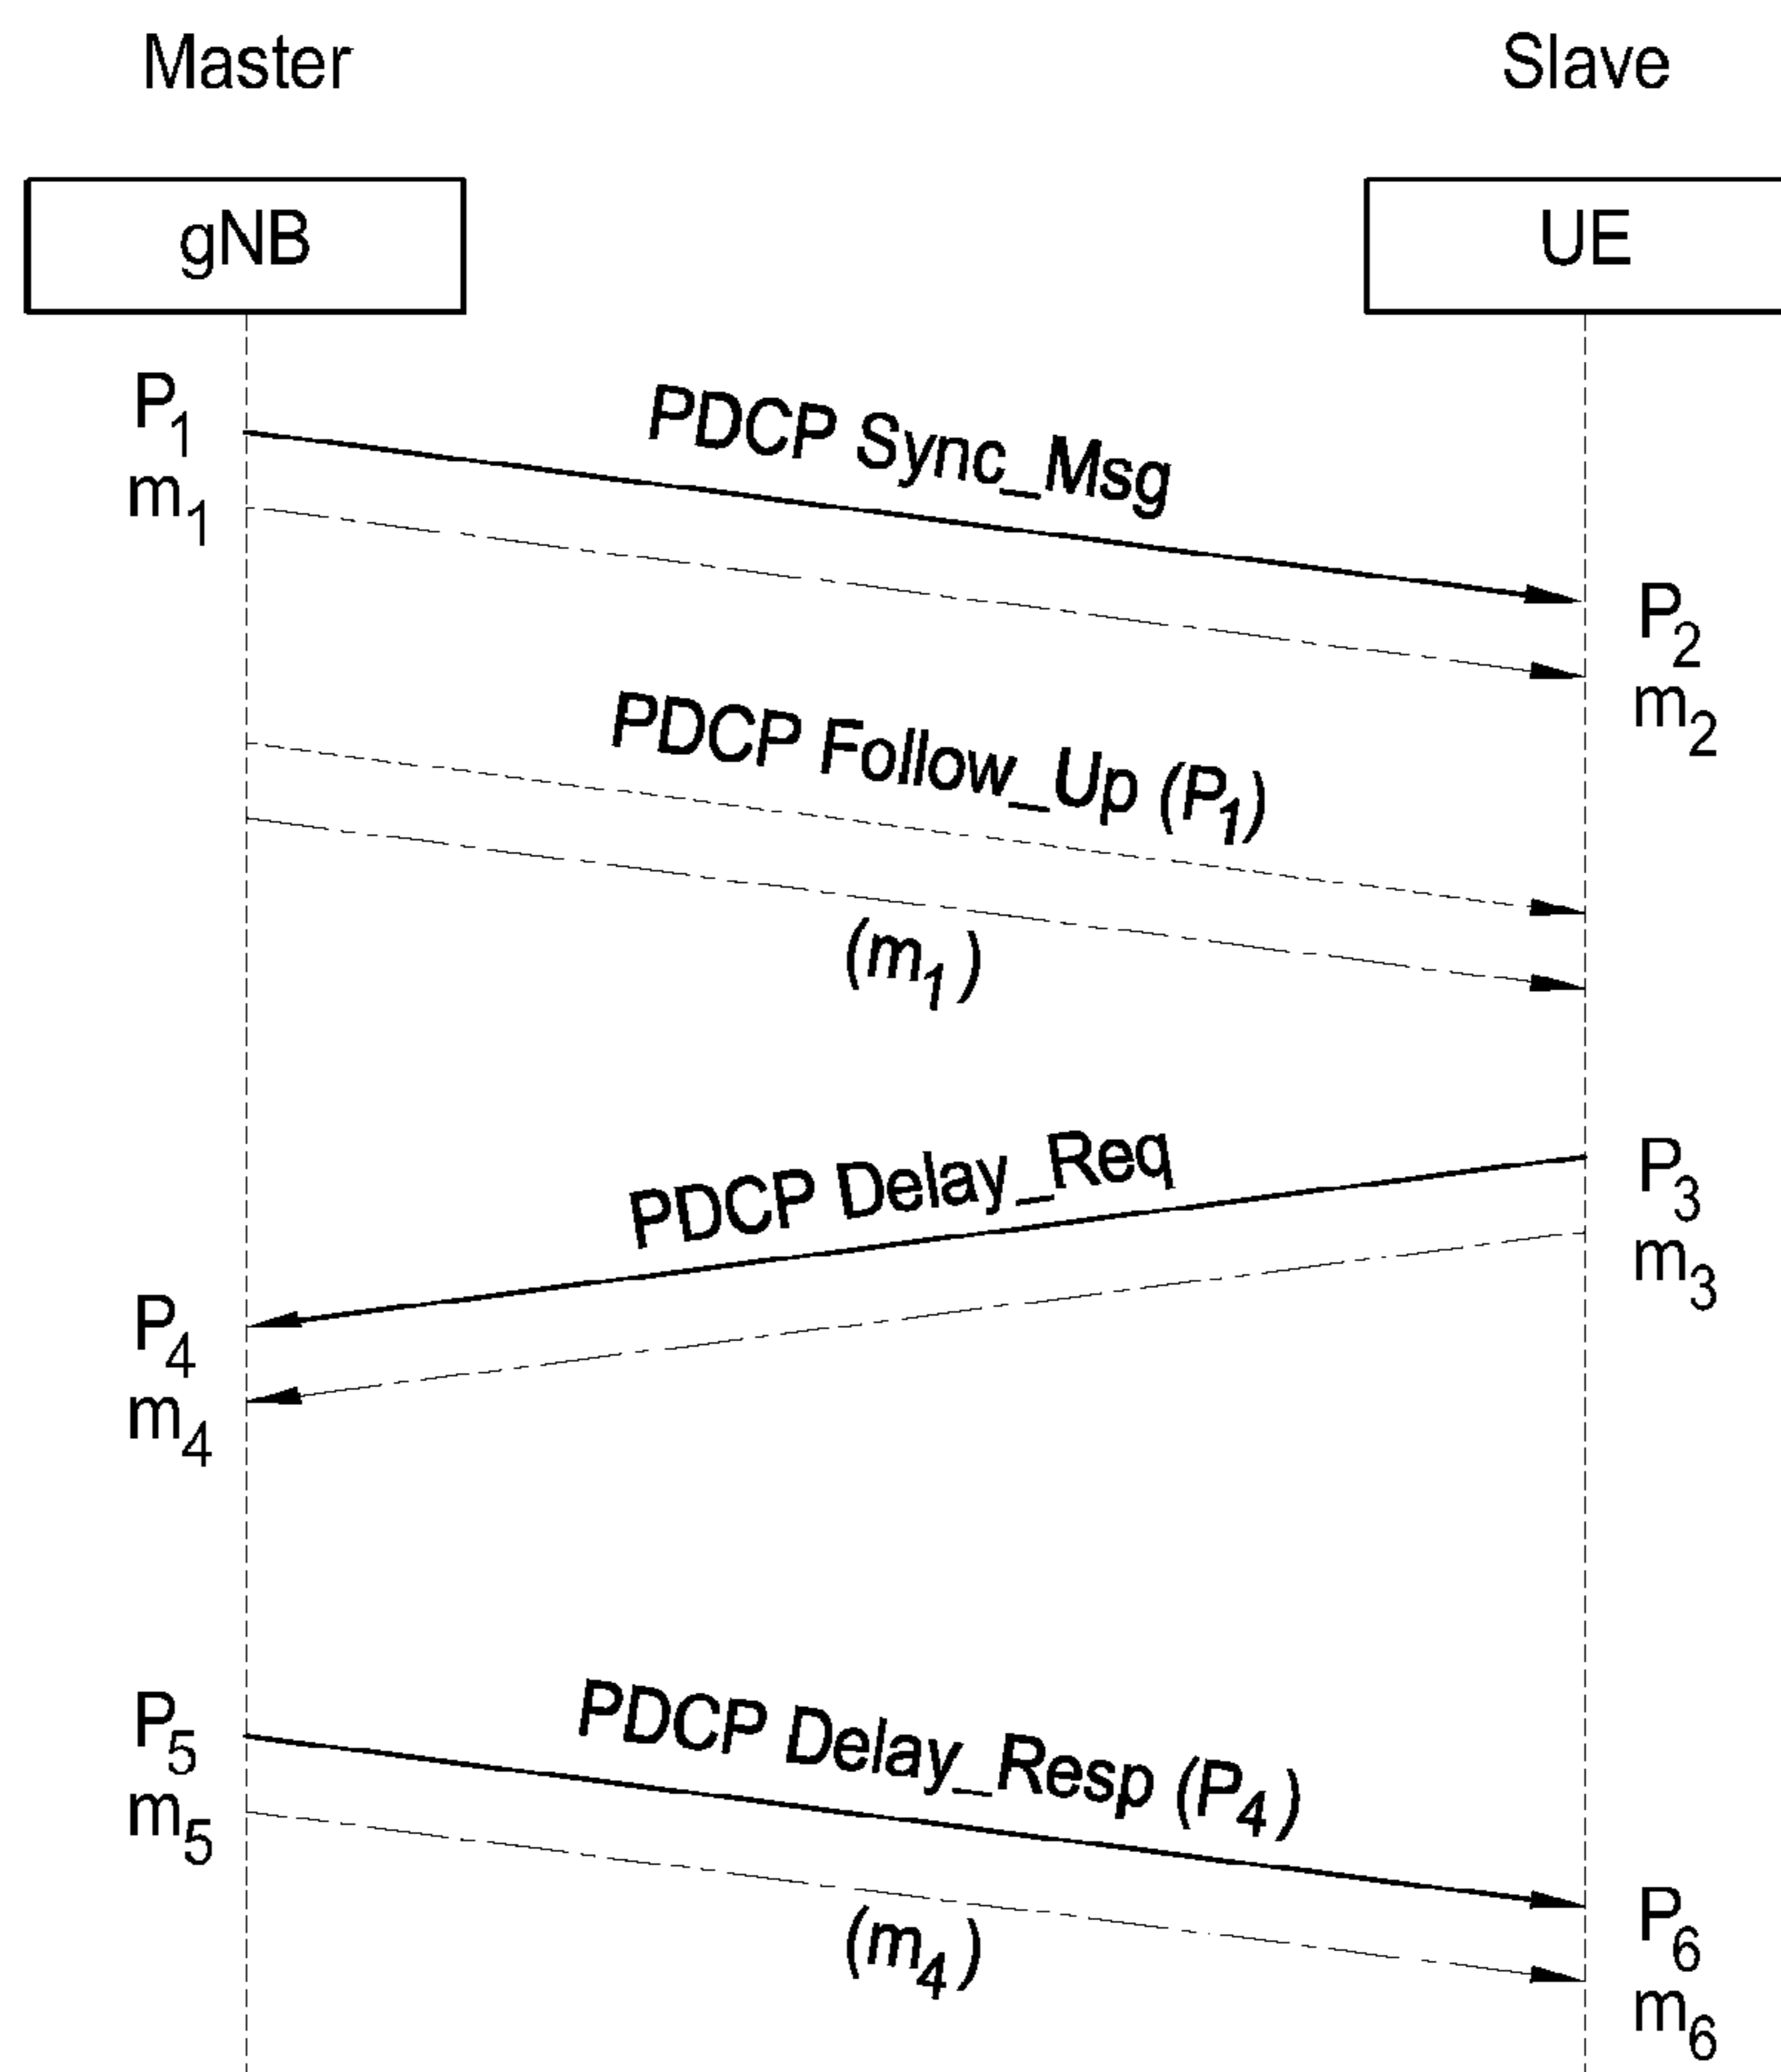 Master
Slave
gNB
UE
P1
PDCP Sync_Msg
m1
P2
m2
PDCP Follow_Up (P1)
(m1)
PDCP Delay_Req
P3
m3
P4
m4
P5
PDCP Delay_Resp (P4)
m5
P6
(m4)
m6